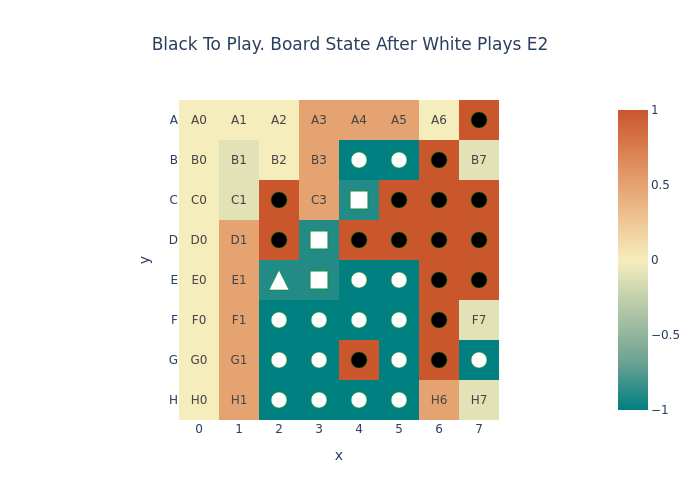 Black To Play. Board State After White Plays E2
A A0 A1 A2 A3 A4 A5 A6
B B0 B1 B2 B3 B7
C C0 C1 C3
D D0 D1
E E0 E1
F F0 F1 F7
G G0 G1
H H0 H1 H6 H7
0 1 2 3 4 5 6 7
x
y
1
0.5
0
−0.5
−1